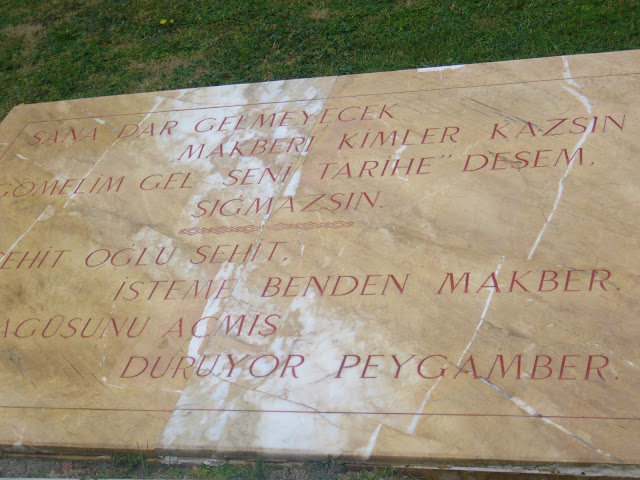 SANA DAR GELMEYECEK
MAKBERİ KİMLER KAZSIN
GÖMELİM GEL SENİ TARİHE" DESEM,
SIĞMAZSIN.
EHİT OĞLU ŞEHİT,
İSTEME BENDEN MAKBER,
AGÛŞUNU AÇMIŞ
DURUYOR PEYGAMBER.